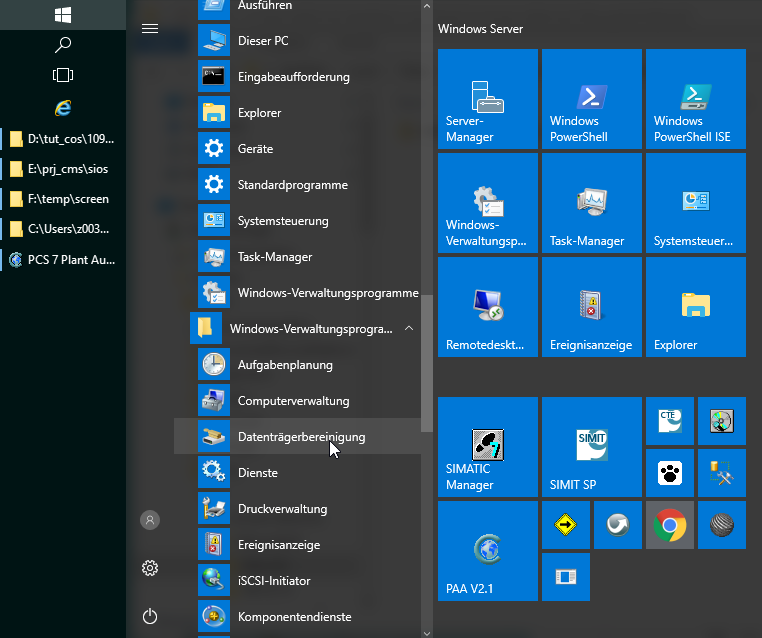 D:\tut_cos\109...
E:\prj_cms\sios
F:\temp\screen
C:\Users\z003...
PCS 7 Plant Au...
Ausführen
Dieser PC
Eingabeaufforderung
Explorer
Geräte
Standardprogramme
Systemsteuerung
Task-Manager
Windows-Verwaltungsprogramme
Windows-Verwaltungsprogra...
Aufgabenplanung
Computerverwaltung
Datenträgerbereinigung
Dienste
Druckverwaltung
Ereignisanzeige
iSCSI-Initiator
Komponentendienste
Windows Server
Server-
Manager
Windows
PowerShell
Windows
PowerShell ISE
Windows-
Verwaltungsp...
Task-Manager
Systemsteuer...
Remotedeskt...
Ereignisanzeige
Explorer
SIMATIC
Manager
SIMIT
SIMIT SP
CTE
PAA V2.1